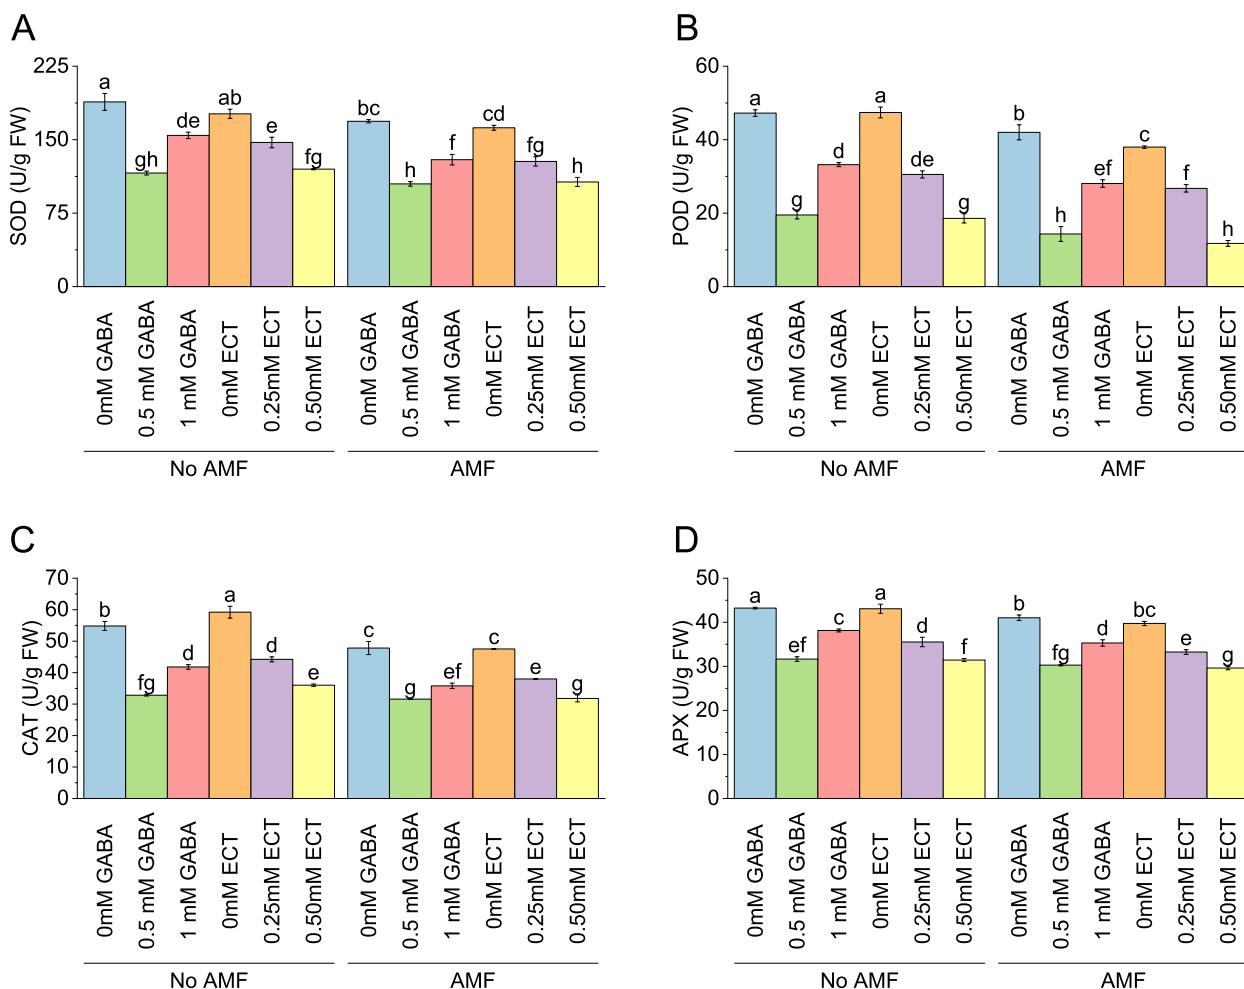 A
SOD (U/g FW)
225
150
75
0
a
gh
de
ab
e
fg
bc
h
f
cd
fg
h
0mM GABA
0.5 mM GABA
1 mM GABA
0mM ECT
0.25mM ECT
0.50mM ECT
0mM GABA
0.5 mM GABA
1 mM GABA
0mM ECT
0.25mM ECT
0.50mM ECT
No AMF
AMF
B
POD (U/g FW)
60
40
20
0
a
g
d
a
de
g
b
h
ef
c
f
h
0mM GABA
0.5 mM GABA
1 mM GABA
0mM ECT
0.25mM ECT
0.50mM ECT
0mM GABA
0.5 mM GABA
1 mM GABA
0mM ECT
0.25mM ECT
0.50mM ECT
No AMF
AMF
C
CAT (U/g FW)
70
60
50
40
30
20
10
0
b
fg
d
a
d
e
c
g
ef
c
e
g
0mM GABA
0.5 mM GABA
1 mM GABA
0mM ECT
0.25mM ECT
0.50mM ECT
0mM GABA
0.5 mM GABA
1 mM GABA
0mM ECT
0.25mM ECT
0.50mM ECT
No AMF
AMF
D
APX (U/g FW)
50
40
30
20
10
0
a
ef
c
a
d
f
b
fg
d
bc
e
g
0mM GABA
0.5 mM GABA
1 mM GABA
0mM ECT
0.25mM ECT
0.50mM ECT
0mM GABA
0.5 mM GABA
1 mM GABA
0mM ECT
0.25mM ECT
0.50mM ECT
No AMF
AMF